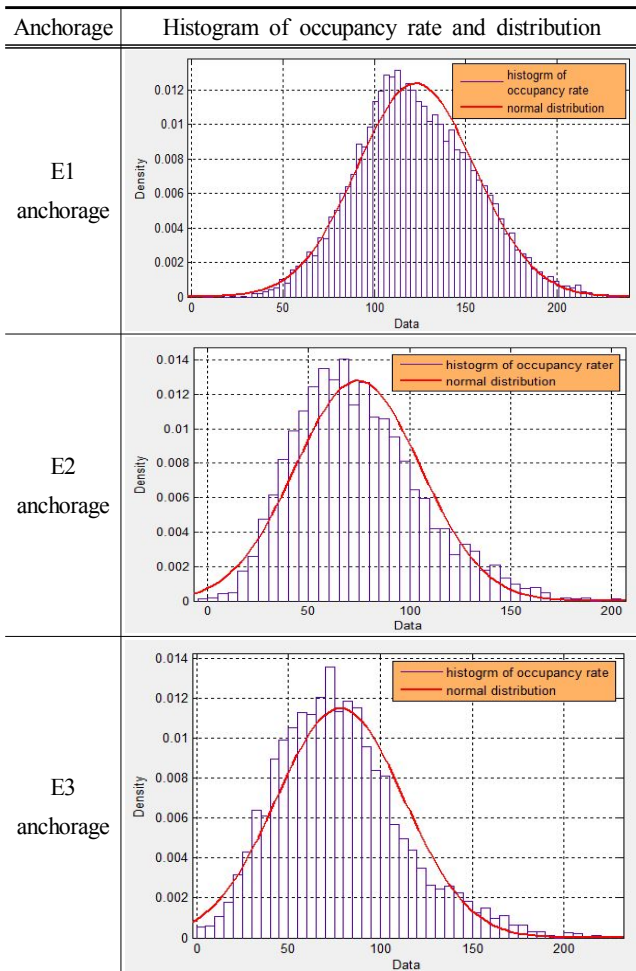 Anchorage Histogram of occupancy rate and distribution
E1
anchorage
Density
0.012
0.01
0.008
0.006
0.004
0.002
0
histogrm of
occupancy rate
normal distribution
0 50 100 150 200
Data
E2
anchorage
Density
0.014
0.012
0.01
0.008
0.006
0.004
0.002
0
histogrm of occupancy rater
normal distribution
0 50 100 150 200
Data
E3
anchorage
Density
0.014
0.012
0.01
0.008
0.006
0.004
0.002
0
histogrm of occupancy rate
normal distribution
0 50 100 150 200
Data